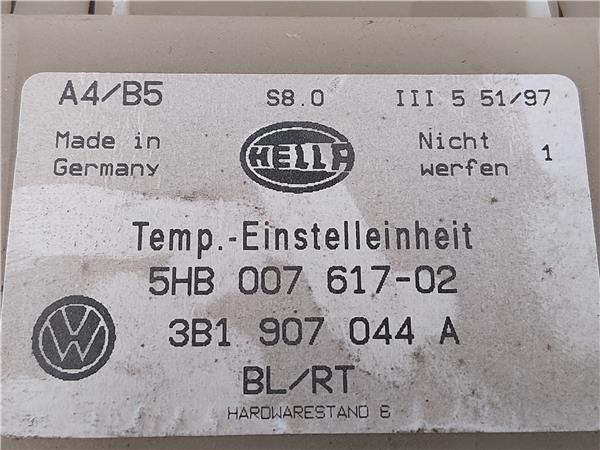 A4/B5 S8.0 III 5 51/97
Made in Germany
HELLA
Nicht werfen 1
Temp.-Einstelleinheit
5HB 007 617-02
VW
3B1 907 044 A
BL/RT
HARDWARESTAND 6